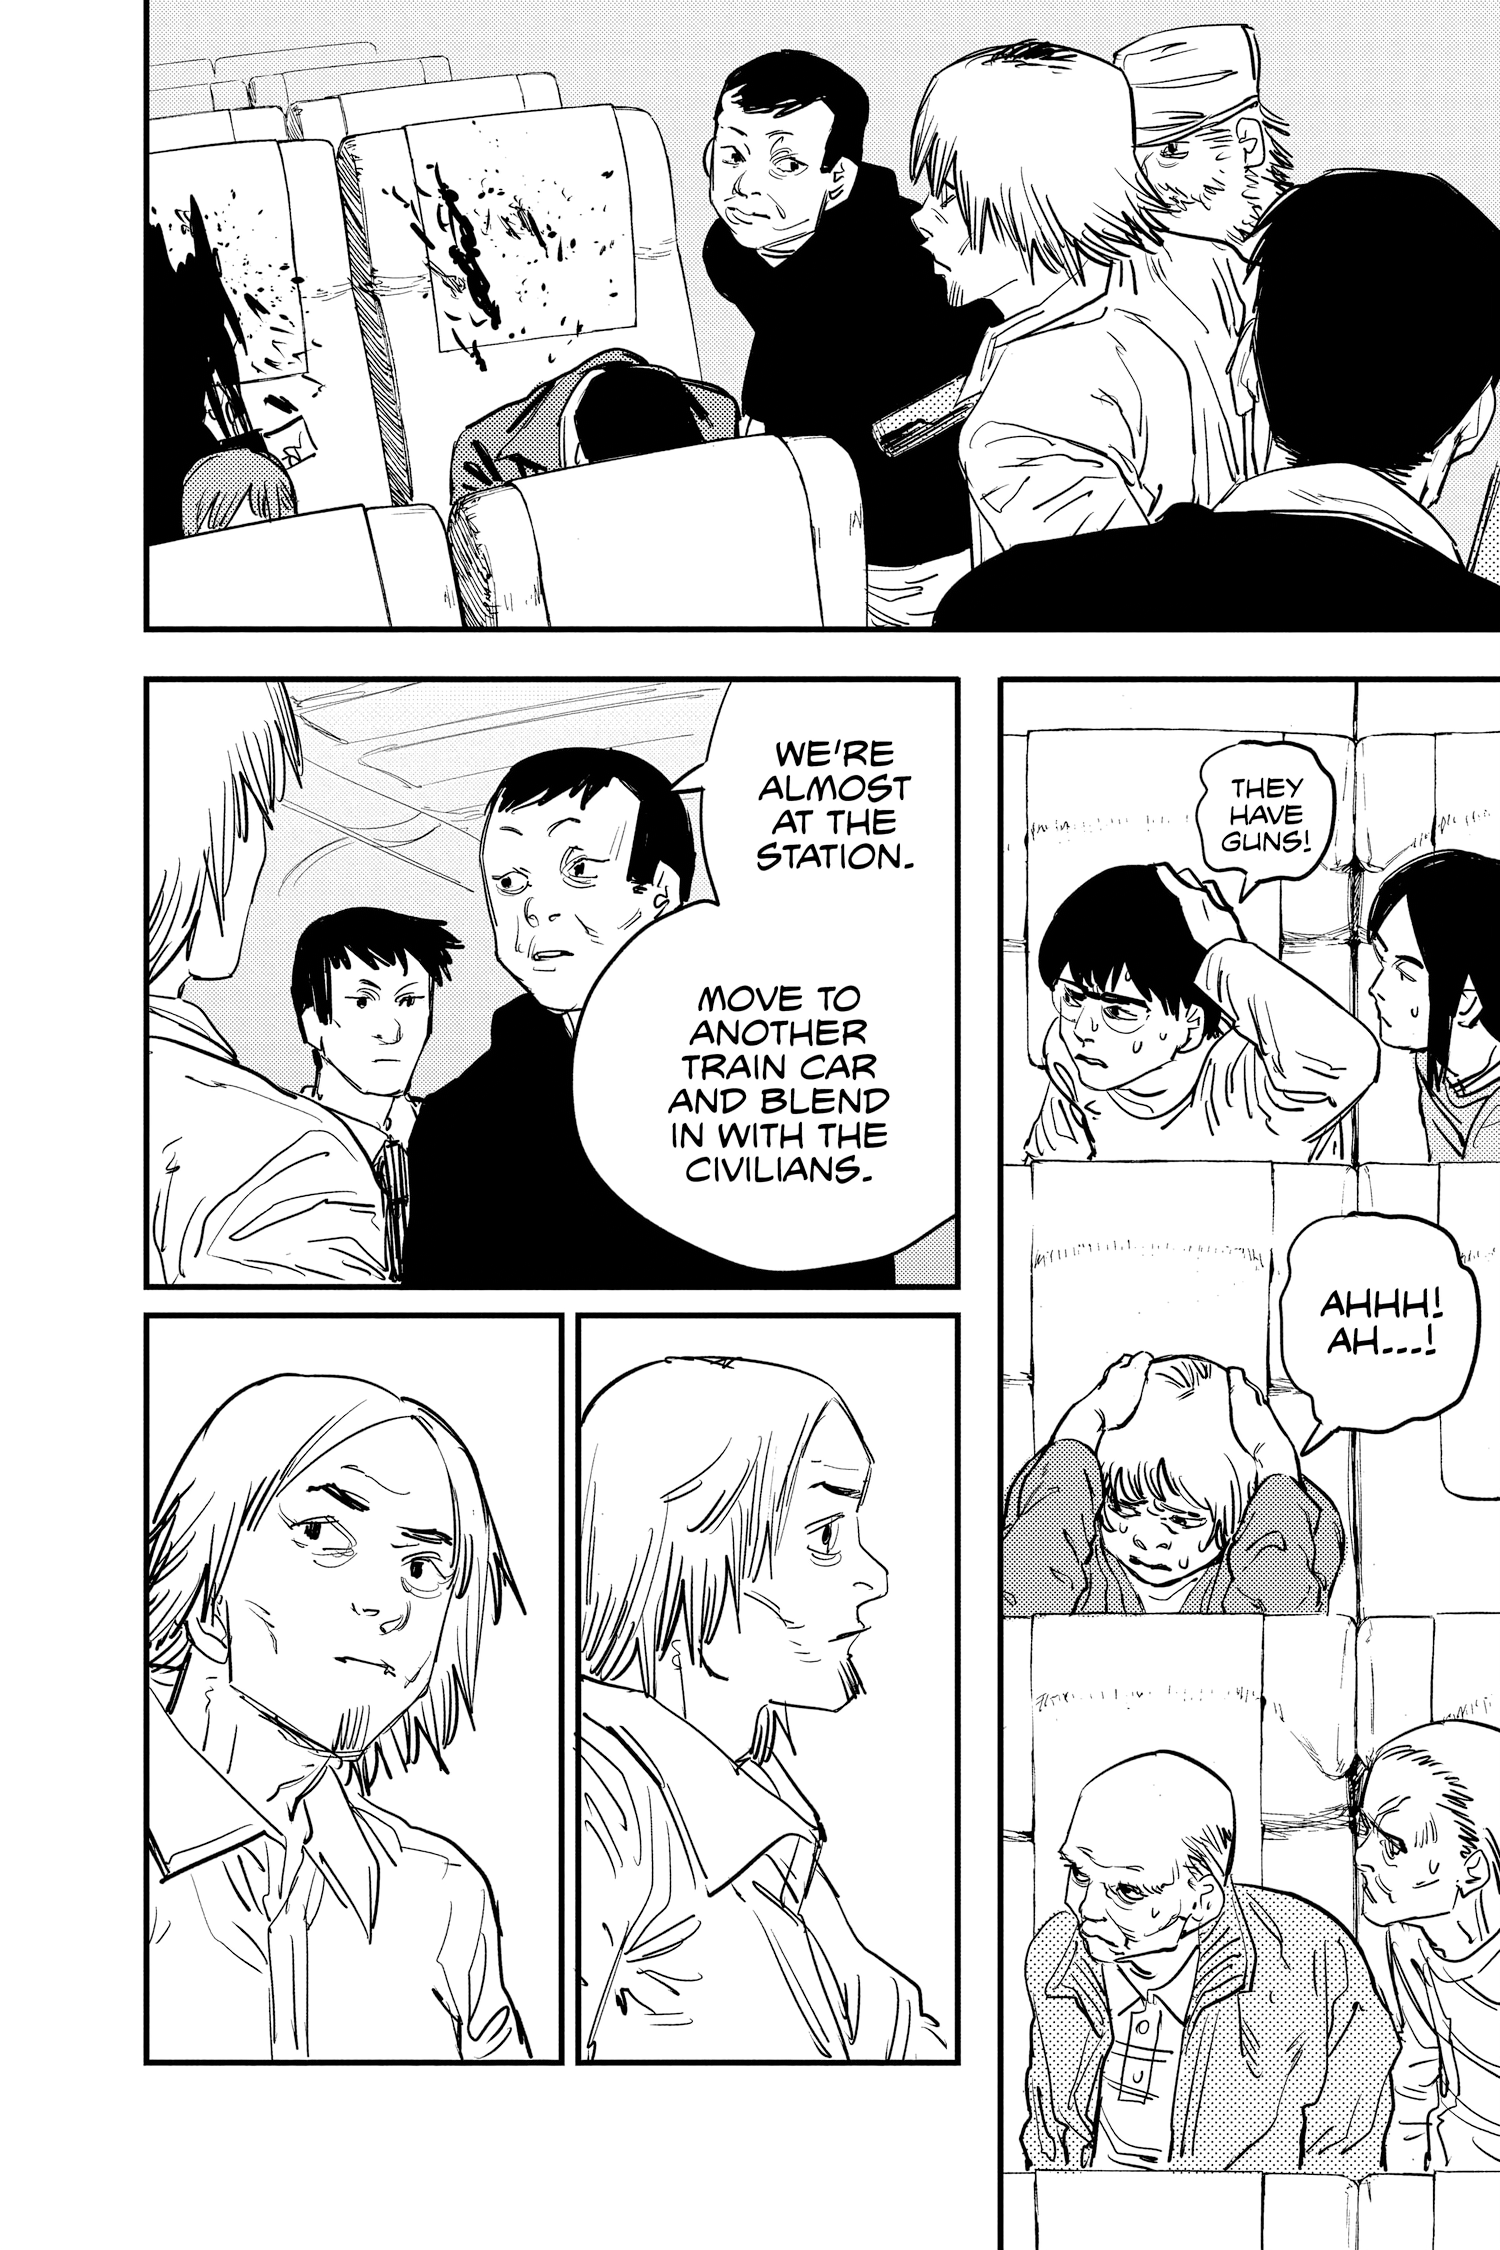 THEY
HAVE
GUNS!
AHHH!
AH...!
WE'RE
ALMOST
AT THE
STATION.
MOVE TO
ANOTHER
TRAIN CAR
AND BLEND
IN WITH THE
CIVILIANS.